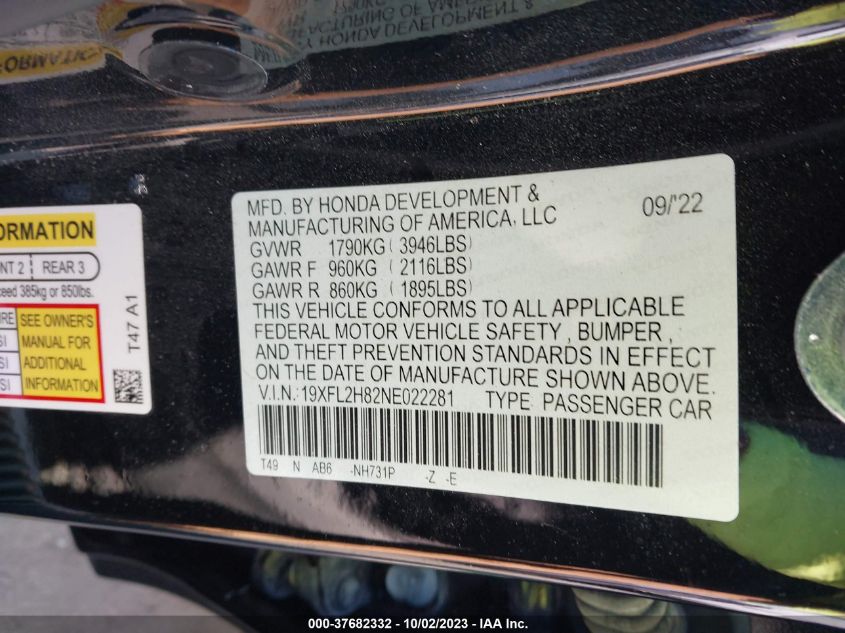 MFD. BY HONDA DEVELOPMENT &
MANUFACTURING OF AMERICA, LLC 09/'22
GVWR 1790KG (3946LBS)
GAWR F 960KG (2116LBS)
GAWR R 860KG (1895LBS)
THIS VEHICLE CONFORMS TO ALL APPLICABLE
FEDERAL MOTOR VEHICLE SAFETY, BUMPER,
AND THEFT PREVENTION STANDARDS IN EFFECT
ON THE DATE OF MANUFACTURE SHOWN ABOVE.
V.I.N.: 19XFL2H82NE022281 TYPE: PASSENGER CAR
T49 N AB6 -NH731P -Z -E
ORMATION
NT 2 REAR 3
ceed 385kg or 850lbs.
SEE OWNER'S
MANUAL FOR
ADDITIONAL
INFORMATION
T47 A1
000-37682332 - 10/02/2023 - IAA Inc.